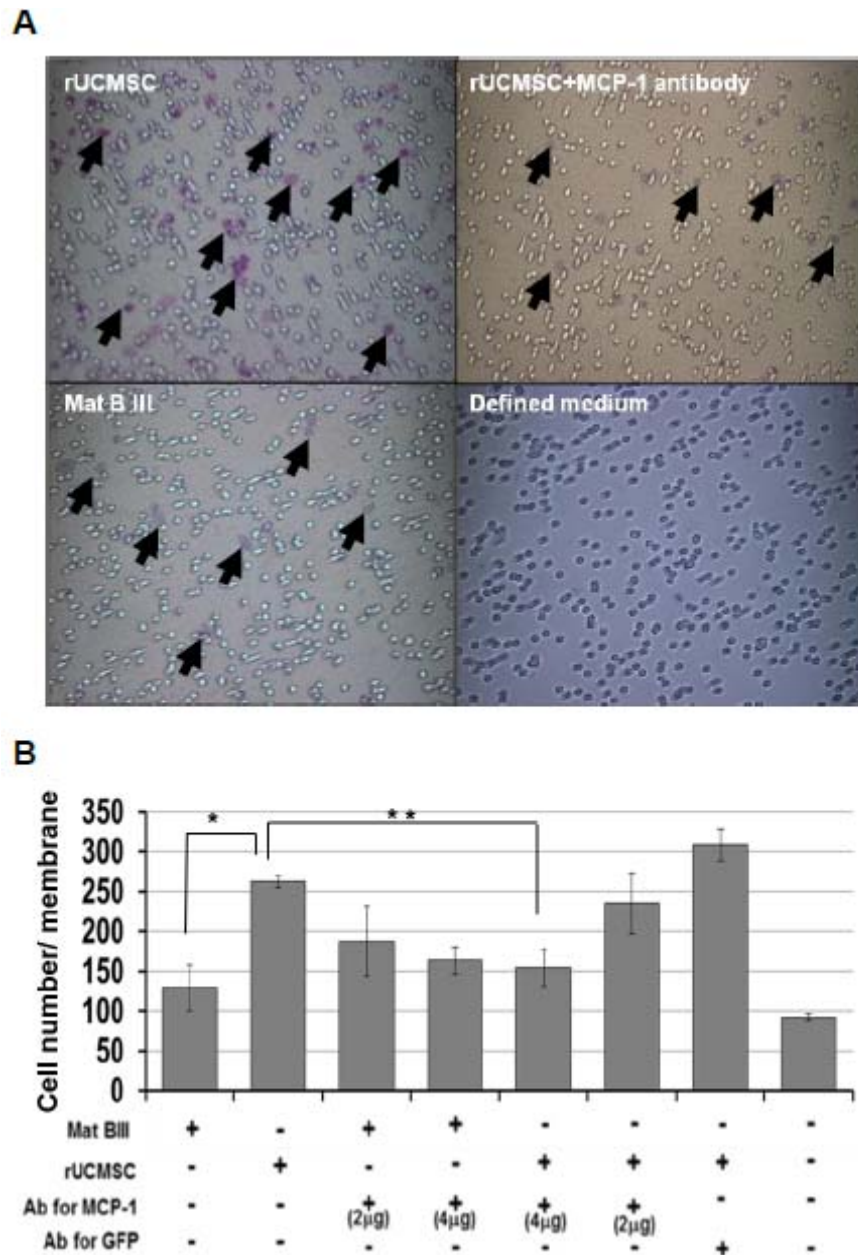 A
rUCMSC
rUCMSC+MCP-1 antibody
Mat B III
Defined medium
B
Cell number/ membrane
350
300
250
200
150
100
50
0
*
**
Mat BIII + - + + - - - -
rUCMSC - + - - + + + -
Ab for MCP-1 - - + + + + - -
(2μg) (4μg) (4μg) (2μg)
Ab for GFP - - - - - - + -